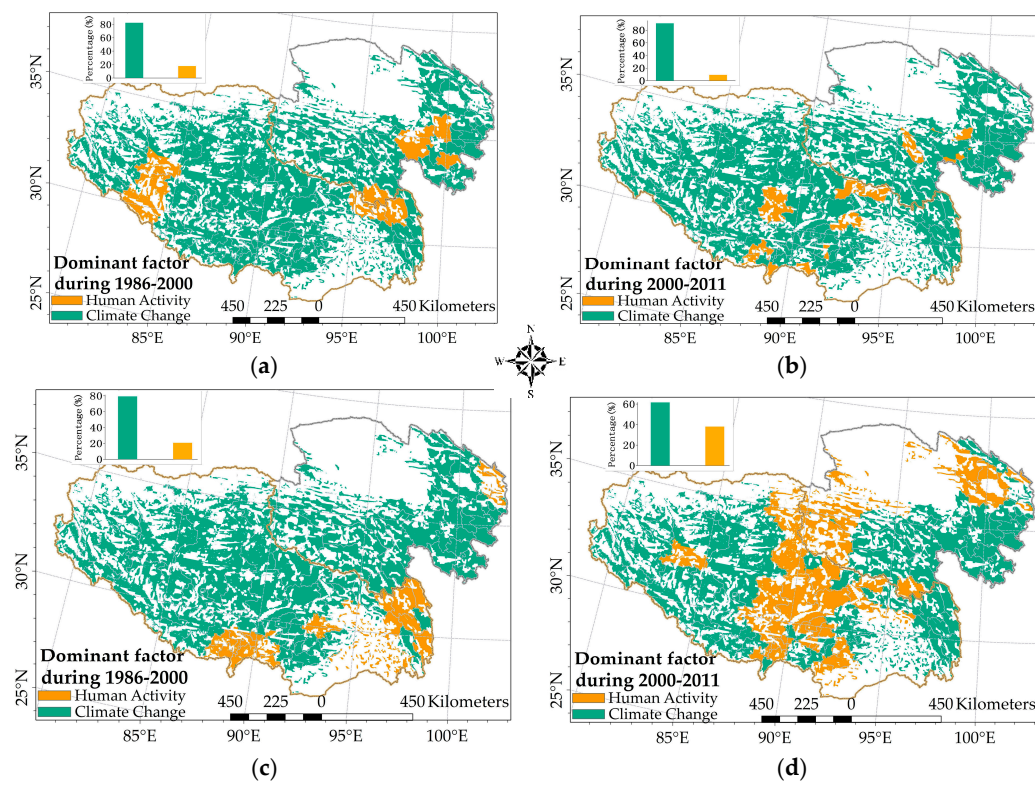 Percentage (%)
80
60
40
20
0
35°N
30°N
25°N
Dominant factor
during 1986-2000
Human Activity
Climate Change
450 225 0 450 Kilometers
85°E 90°E 95°E 100°E
(a)
Percentage (%)
80
60
40
20
0
35°N
30°N
25°N
Dominant factor
during 2000-2011
Human Activity
Climate Change
450 225 0 450 Kilometers
85°E 90°E 95°E 100°E
(b)
N
W E
S
Percentage (%)
80
60
40
20
0
35°N
30°N
25°N
Dominant factor
during 1986-2000
Human Activity
Climate Change
450 225 0 450 Kilometers
85°E 90°E 95°E 100°E
(c)
Percentage (%)
60
40
20
0
35°N
30°N
25°N
Dominant factor
during 2000-2011
Human Activity
Climate Change
450 225 0 450 Kilometers
85°E 90°E 95°E 100°E
(d)